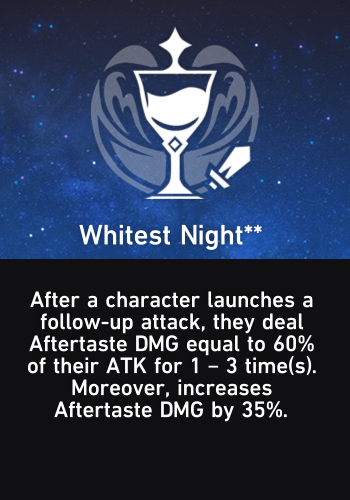 Whitest Night**
After a character launches a
follow-up attack, they deal
Aftertaste DMG equal to 60%
of their ATK for 1 – 3 time(s).
Moreover, increases
Aftertaste DMG by 35%.